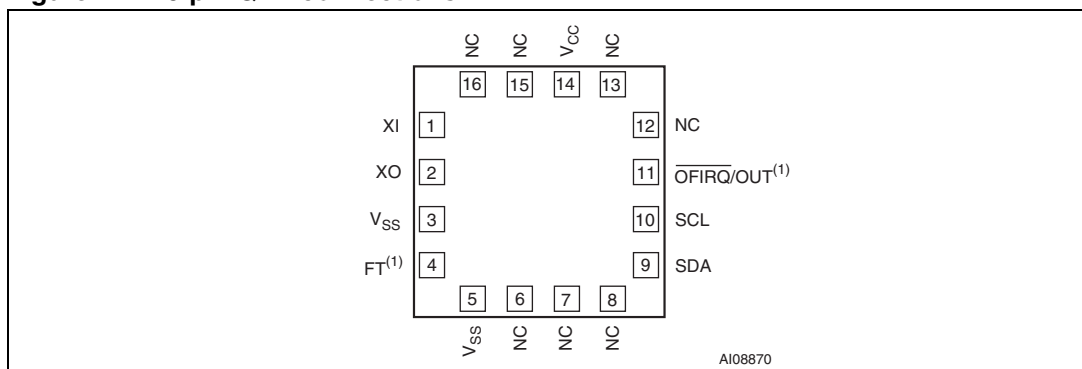 NC NC VCC NC
16 15 14 13
XI 1 12 NC
XO 2 11 OFIRQ/OUT(1)
VSS 3 10 SCL
FT(1) 4 9 SDA
5 6 7 8
VSS NC NC NC
AI08870